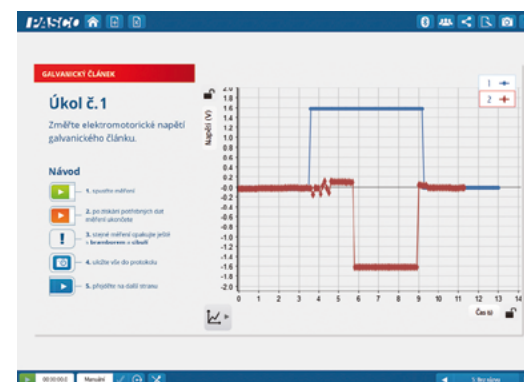 PASCO
GALVANICKÝ ČLÁNEK
Úkol č.1
Změřte elektromotorické napětí
galvanického článku.
Návod
1. spusťte měření
2. po získání potřebných dat
měření ukončete
3. stejné měření opakujte ještě
s bramborem a cibulí
4. uložte vše do protokolu
5. přejděte na další stranu
Napětí (V)
2.0
1.8
1.6
1.4
1.2
1.0
0.8
0.6
0.4
0.2
-0.0
-0.2
-0.4
-0.6
-0.8
-1.0
-1.2
-1.4
-1.6
-1.8
-2.0
0 1 2 3 4 5 6 7 8 9 10 11 12 13 14
Čas (s)
1
2
00:00:00.0 Manuální